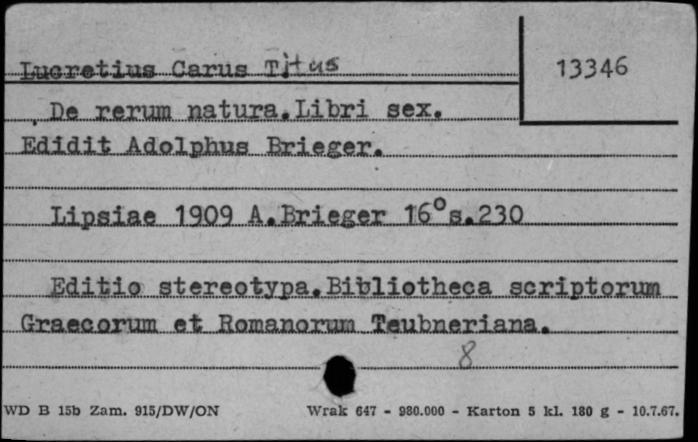 Lucretius Carus Titus
13346
De rerum natura.Libri sex.
Edidit Adolphus Brieger.
Lipsiae 1909 A.Brieger 16° s.230
Editio stereotypa.Bibliotheca scriptorum
Graecorum et Romanorum Teubneriana.
8
WD B 15b Zam. 915/DW/ON Wrak 647 - 980.000 - Karton 5 kl. 180 g - 10.7.67.